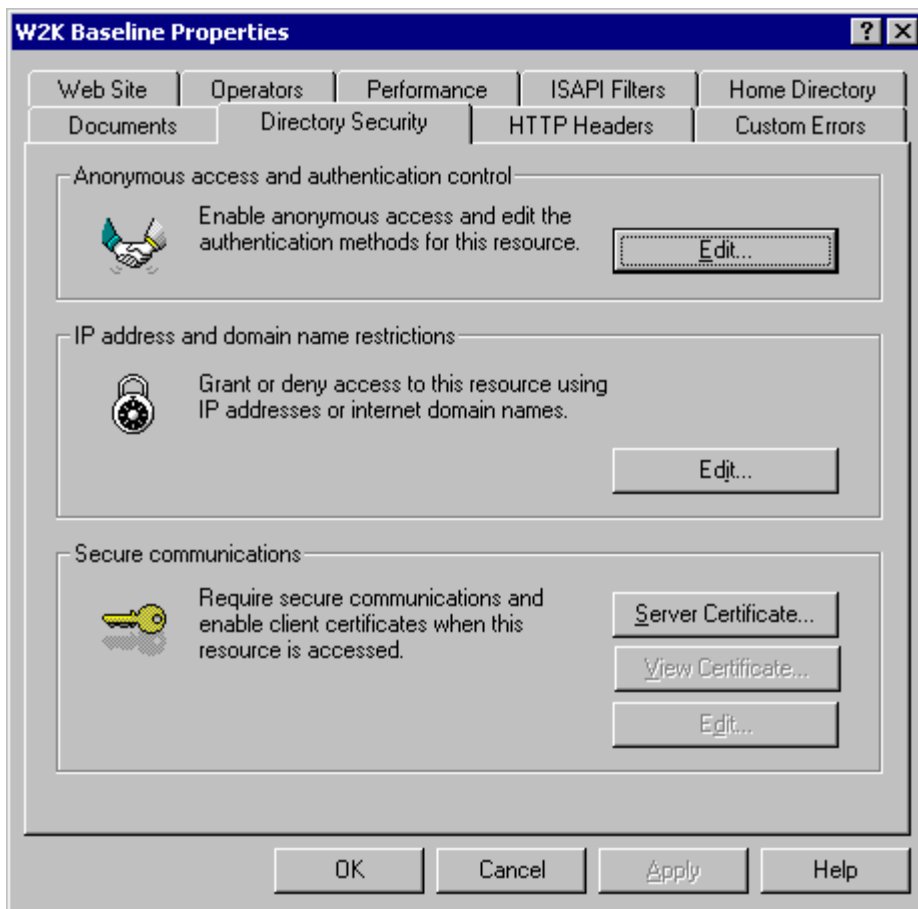 W2K Baseline Properties
Web Site
Operators
Performance
ISAPI Filters
Home Directory
Documents
Directory Security
HTTP Headers
Custom Errors
Anonymous access and authentication control
Enable anonymous access and edit the
authentication methods for this resource.
Edit...
IP address and domain name restrictions
Grant or deny access to this resource using
IP addresses or internet domain names.
Edit...
Secure communications
Require secure communications and
enable client certificates when this
resource is accessed.
Server Certificate...
View Certificate...
Edit...
OK
Cancel
Apply
Help